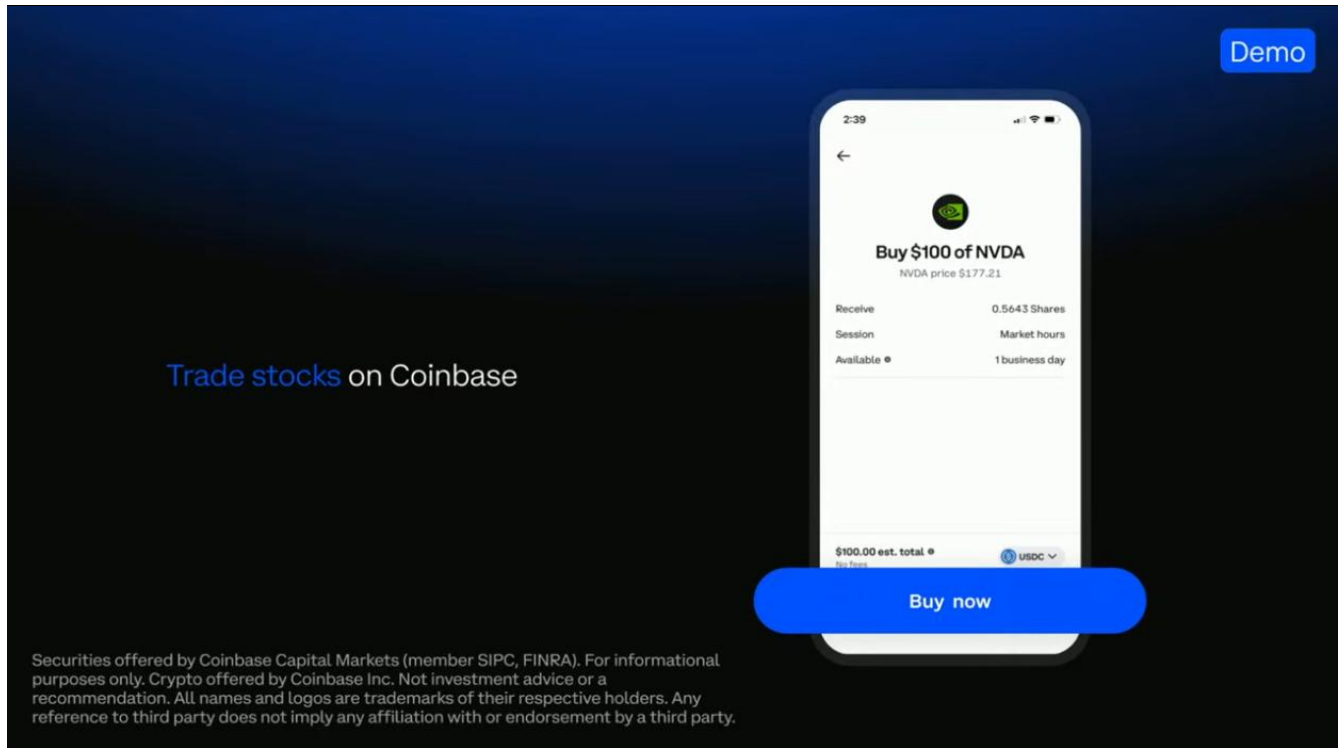 Demo
Trade stocks on Coinbase
2:39
Buy $100 of NVDA
NVDA price $177.21
Receive 0.5643 Shares
Session Market hours
Available 1 business day
$100.00 est. total USDC
No fees
Buy now
Securities offered by Coinbase Capital Markets (member SIPC, FINRA). For informational
purposes only. Crypto offered by Coinbase Inc. Not investment advice or a
recommendation. All names and logos are trademarks of their respective holders. Any
reference to third party does not imply any affiliation with or endorsement by a third party.